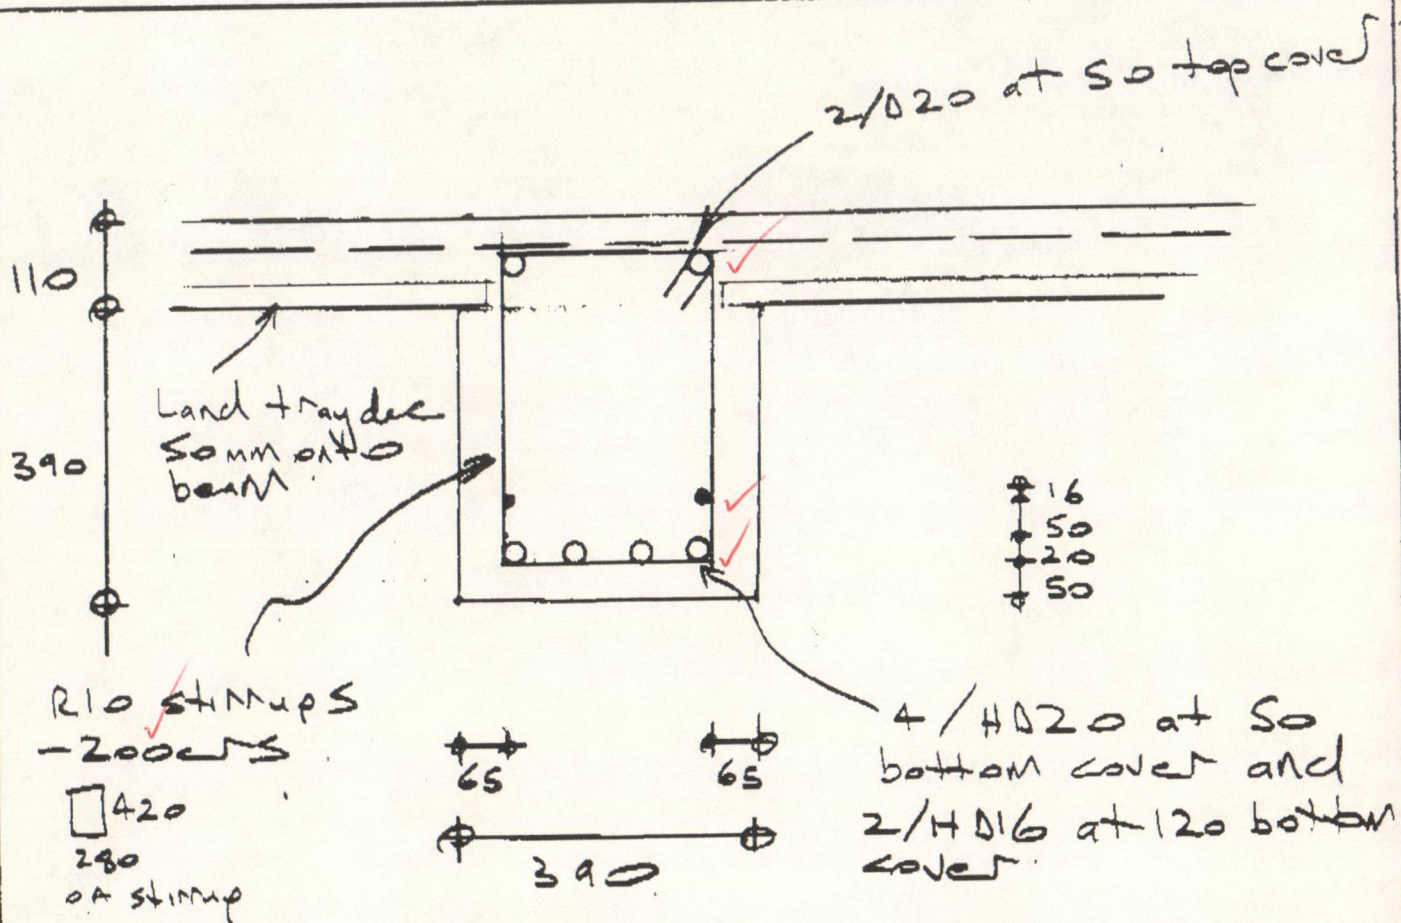 2/D20 at 50 top cover
110
Land traydec
50mm onto
beam
390
16
50
20
50
R10 stirrups
-200crs
420
280
OA stirrup
65
65
390
4/HD20 at 50
bottom cover and
2/HD16 at 120 bottom
cover